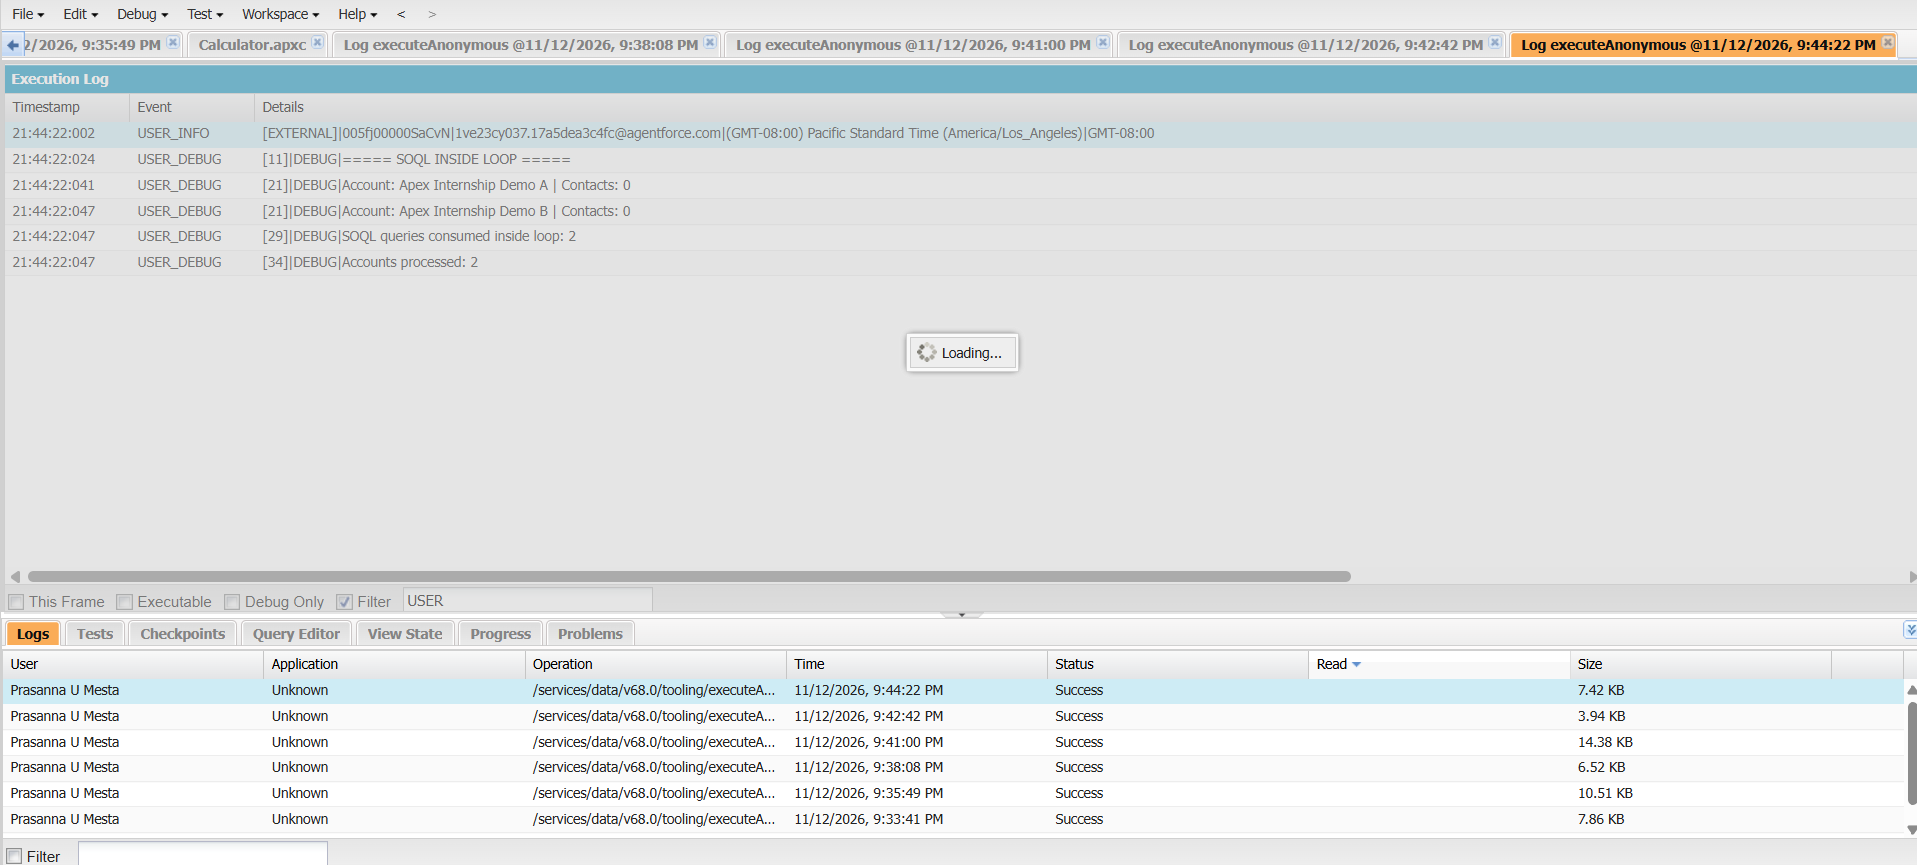 File Edit Debug Test Workspace Help < >
2/2026, 9:35:49 PM Calculator.apxc Log executeAnonymous @11/12/2026, 9:38:08 PM Log executeAnonymous @11/12/2026, 9:41:00 PM Log executeAnonymous @11/12/2026, 9:42:42 PM Log executeAnonymous @11/12/2026, 9:44:22 PM
Execution Log
Timestamp Event Details
21:44:22:002 USER_INFO [EXTERNAL]|005fj00000SaCvN|1ve23cy037.17a5dea3c4fc@agentforce.com|(GMT-08:00) Pacific Standard Time (America/Los_Angeles)|GMT-08:00
21:44:22:024 USER_DEBUG [11]|DEBUG|===== SOQL INSIDE LOOP =====
21:44:22:041 USER_DEBUG [21]|DEBUG|Account: Apex Internship Demo A | Contacts: 0
21:44:22:047 USER_DEBUG [21]|DEBUG|Account: Apex Internship Demo B | Contacts: 0
21:44:22:047 USER_DEBUG [29]|DEBUG|SOQL queries consumed inside loop: 2
21:44:22:047 USER_DEBUG [34]|DEBUG|Accounts processed: 2
Loading...
This Frame Executable Debug Only Filter USER
Logs Tests Checkpoints Query Editor View State Progress Problems
User Application Operation Time Status Read Size
Prasanna U Mesta Unknown /services/data/v68.0/tooling/executeA... 11/12/2026, 9:44:22 PM Success 7.42 KB
Prasanna U Mesta Unknown /services/data/v68.0/tooling/executeA... 11/12/2026, 9:42:42 PM Success 3.94 KB
Prasanna U Mesta Unknown /services/data/v68.0/tooling/executeA... 11/12/2026, 9:41:00 PM Success 14.38 KB
Prasanna U Mesta Unknown /services/data/v68.0/tooling/executeA... 11/12/2026, 9:38:08 PM Success 6.52 KB
Prasanna U Mesta Unknown /services/data/v68.0/tooling/executeA... 11/12/2026, 9:35:49 PM Success 10.51 KB
Prasanna U Mesta Unknown /services/data/v68.0/tooling/executeA... 11/12/2026, 9:33:41 PM Success 7.86 KB
Filter